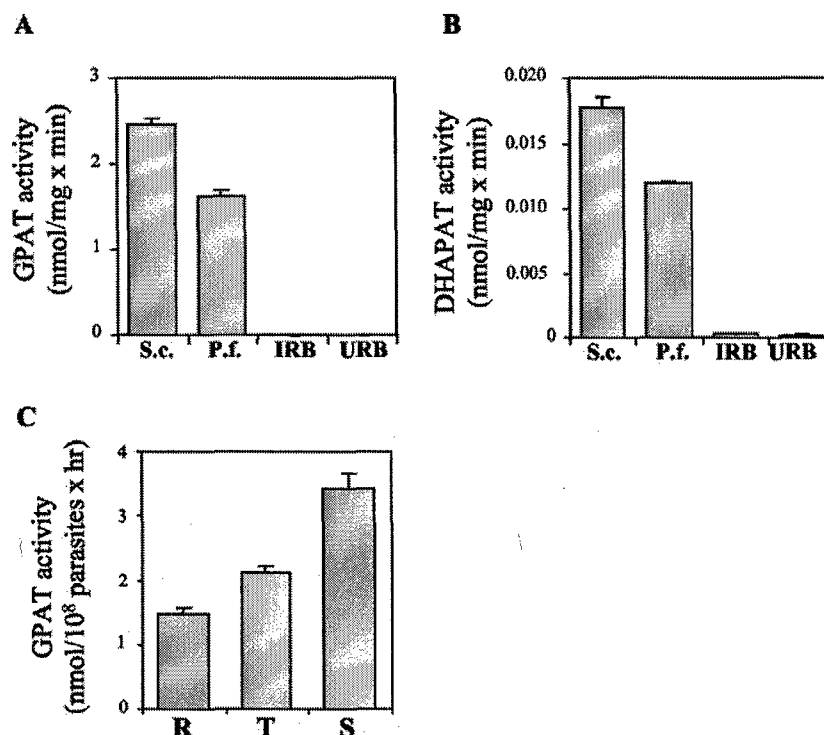 A
GPAT activity
(nmol/mg x min)
3
2
1
0
S.c. P.f. IRB URB
B
DHAPAT activity
(nmol/mg x min)
0.020
0.015
0.010
0.005
0
S.c. P.f. IRB URB
C
GPAT activity
(nmol/10⁸ parasites x hr)
4
3
2
1
0
R T S